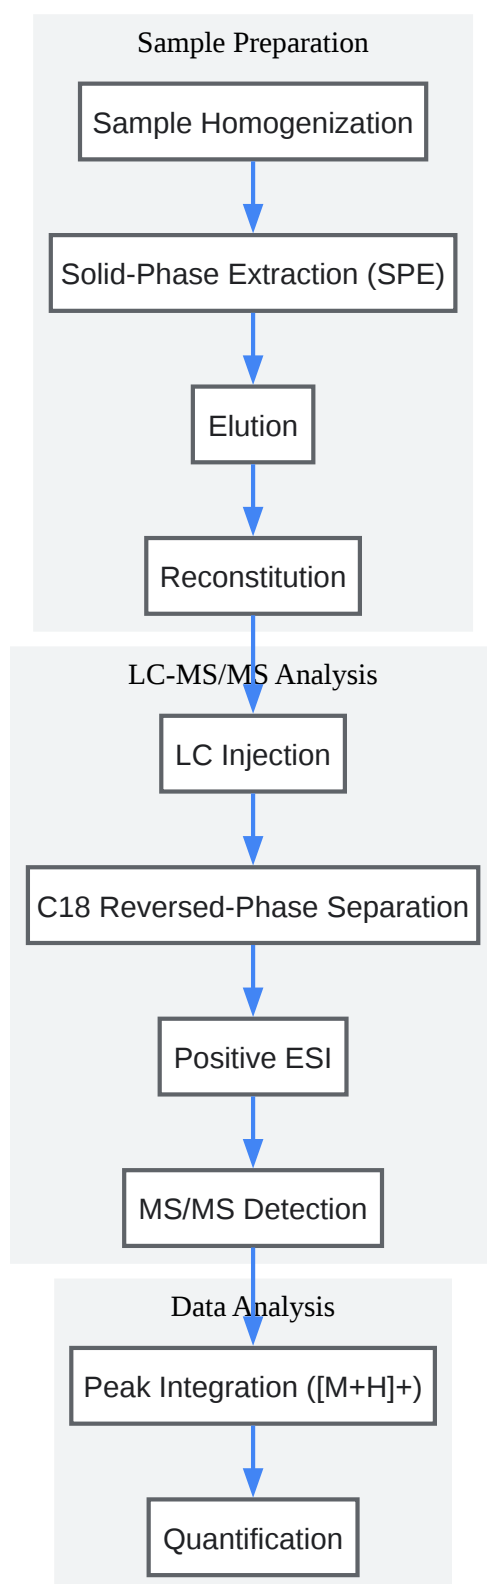 Sample Preparation
Sample Homogenization
Solid-Phase Extraction (SPE)
Elution
Reconstitution
LC-MS/MS Analysis
LC Injection
C18 Reversed-Phase Separation
Positive ESI
MS/MS Detection
Data Analysis
Peak Integration ([M+H]+)
Quantification